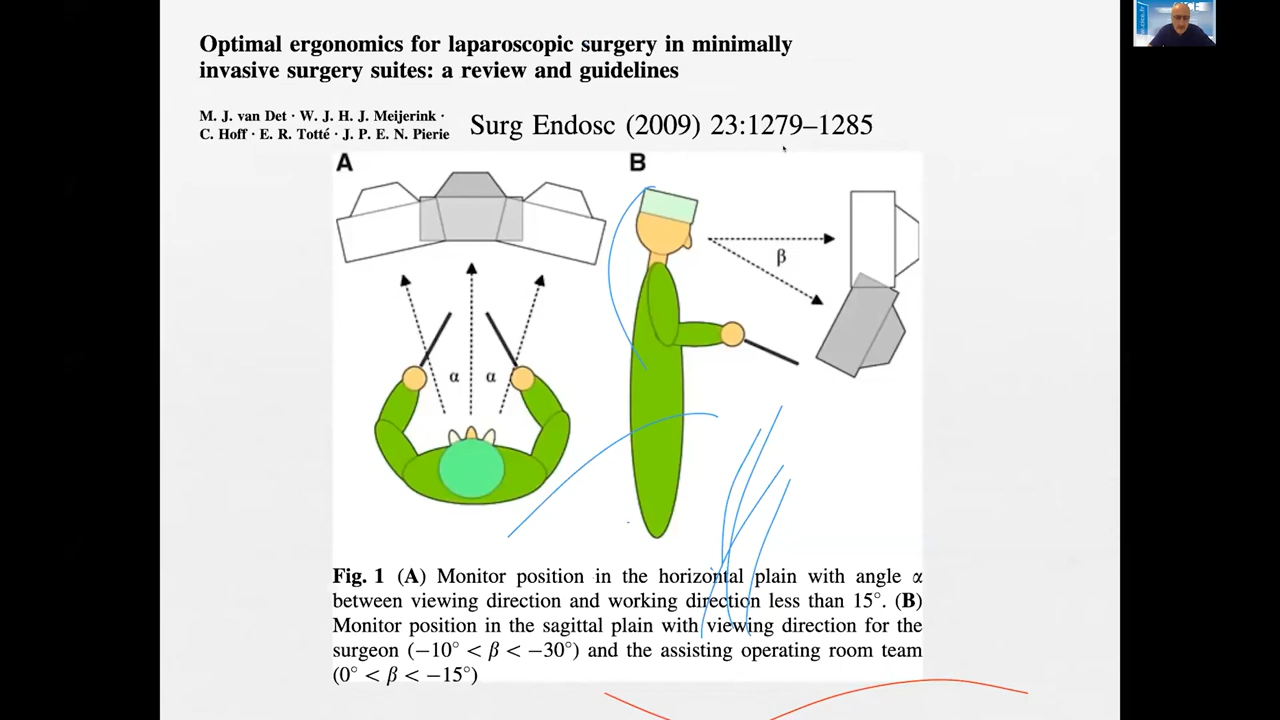 Optimal ergonomics for laparoscopic surgery in minimally
invasive surgery suites: a review and guidelines
M. J. van Det · W. J. H. J. Meijerink ·
C. Hoff · E. R. Totté · J. P. E. N. Pierie
Surg Endosc (2009) 23:1279–1285
A
B
β
α α
Fig. 1 (A) Monitor position in the horizontal plain with angle α
between viewing direction and working direction less than 15°. (B)
Monitor position in the sagittal plain with viewing direction for the
surgeon (−10° < β < −30°) and the assisting operating room team
(0° < β < −15°)